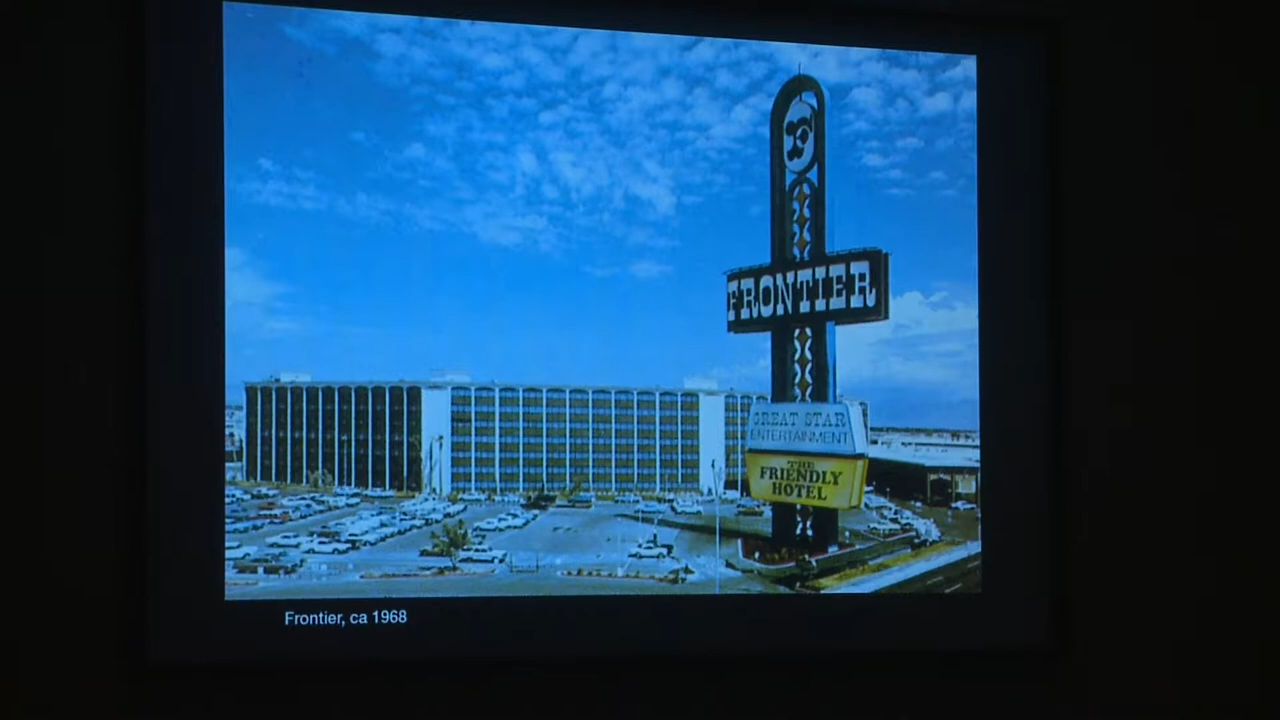 F
FRONTIER
GREAT STAR
ENTERTAINMENT
THE
FRIENDLY
HOTEL
Frontier, ca 1968